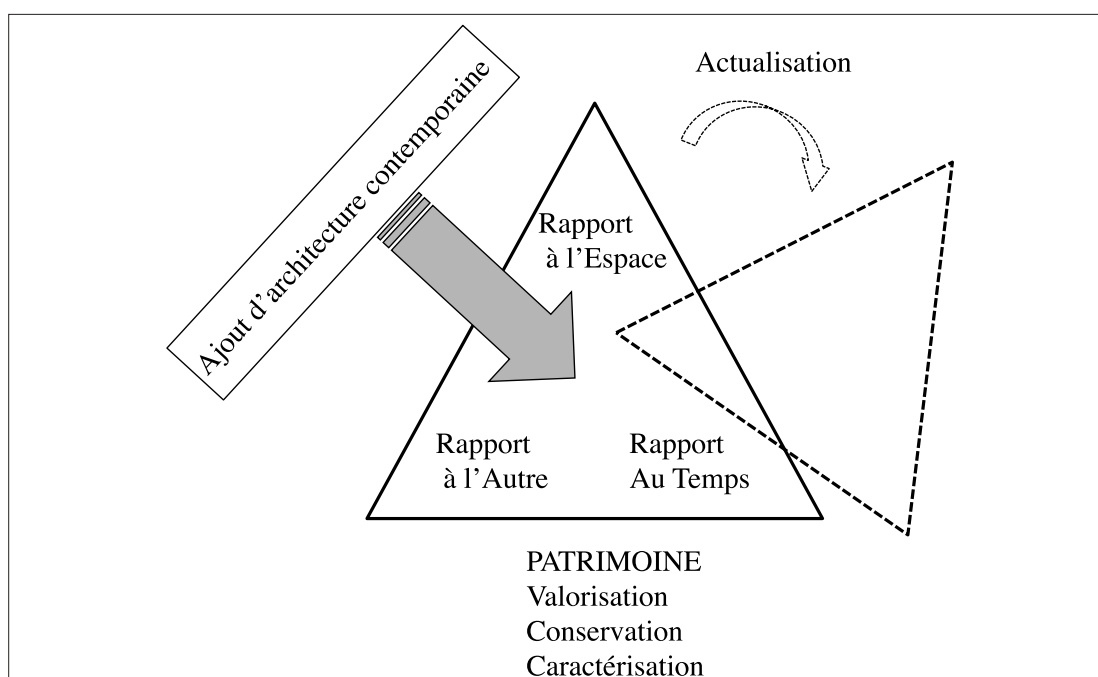 Actualisation
Ajout d’architecture contemporaine
Rapport
à l’Espace
Rapport
à l’Autre
Rapport
Au Temps
PATRIMOINE
Valorisation
Conservation
Caractérisation